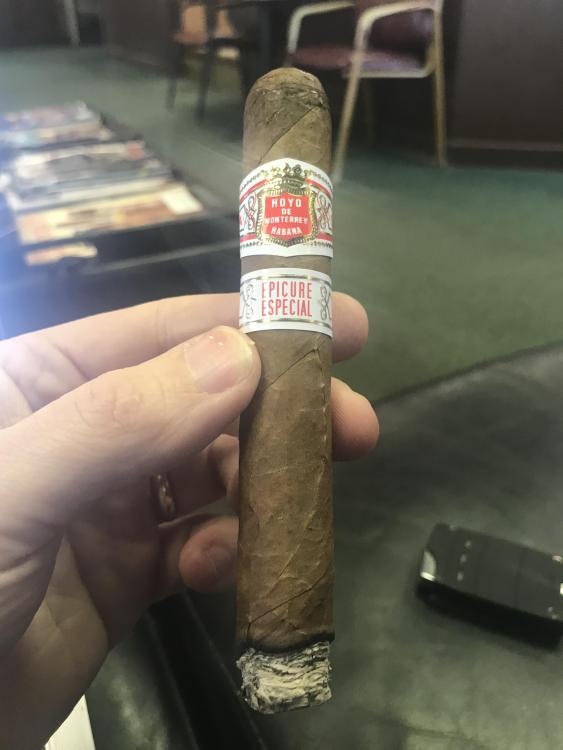 HOYO
DE
MONTERREY
HABANA
EPICURE
ESPECIAL